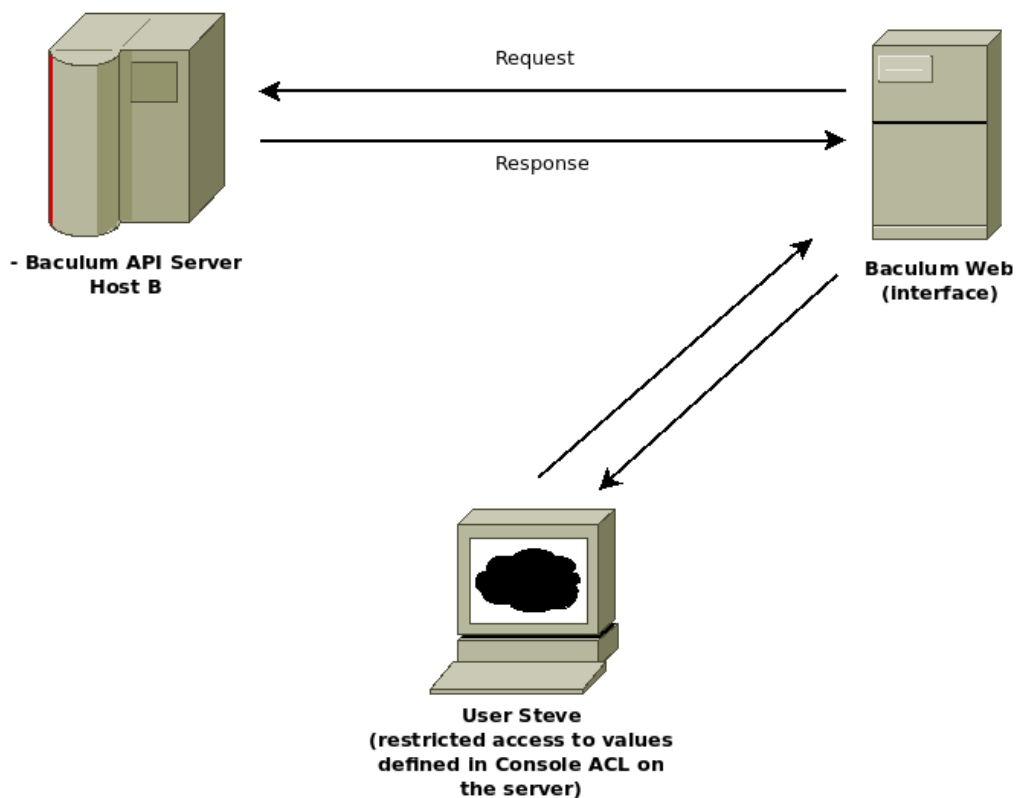 Request
Response
- Baculum API Server
Host B
Baculum Web
(interface)
User Steve
(restricted access to values
defined in Console ACL on
the server)